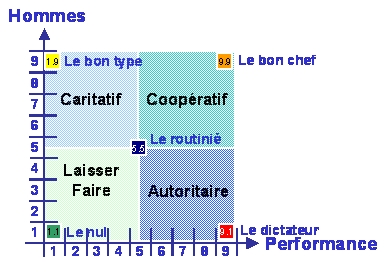 Hommes
9
1.9 Le bon type
9.9 Le bon chef
8
7
Caritatif
Coopératif
6
Le routinié
5
5.5
4
Laisser
Faire
3
Autoritaire
2
1
1.1 Le nul
9.1 Le dictateur
Performance
1 2 3 4 5 6 7 8 9